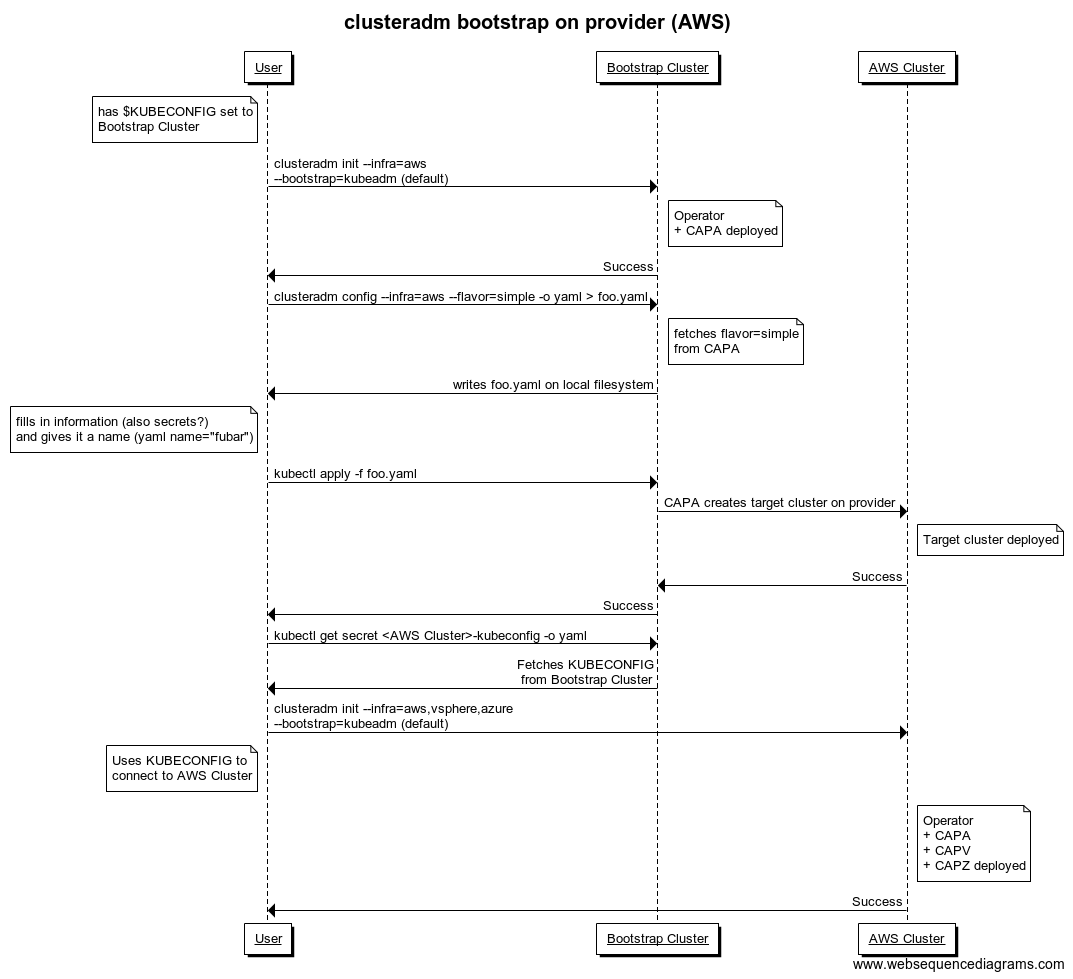 clusteradm bootstrap on provider (AWS)
User
Bootstrap Cluster
AWS Cluster
has $KUBECONFIG set to
Bootstrap Cluster
clusteradm init --infra=aws
--bootstrap=kubeadm (default)
Operator
+ CAPA deployed
Success
clusteradm config --infra=aws --flavor=simple -o yaml > foo.yaml
fetches flavor=simple
from CAPA
writes foo.yaml on local filesystem
fills in information (also secrets?)
and gives it a name (yaml name="fubar")
kubectl apply -f foo.yaml
CAPA creates target cluster on provider
Target cluster deployed
Success
Success
kubectl get secret <AWS Cluster>-kubeconfig -o yaml
Fetches KUBECONFIG
from Bootstrap Cluster
clusteradm init --infra=aws,vsphere,azure
--bootstrap=kubeadm (default)
Uses KUBECONFIG to
connect to AWS Cluster
Operator
+ CAPA
+ CAPV
+ CAPZ deployed
Success
User
Bootstrap Cluster
AWS Cluster
www.websequencediagrams.com